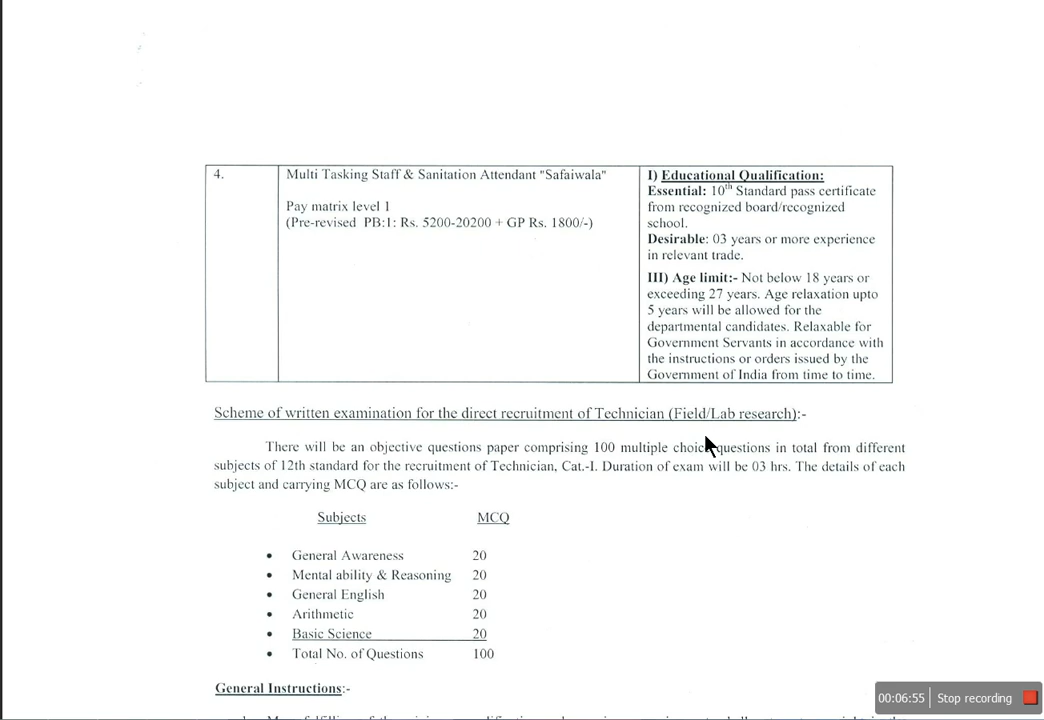 4.
Multi Tasking Staff & Sanitation Attendant "Safaiwala"
Pay matrix level 1
(Pre-revised PB:1: Rs. 5200-20200 + GP Rs. 1800/-)
I) Educational Qualification:
Essential: 10th Standard pass certificate
from recognized board/recognized
school.
Desirable: 03 years or more experience
in relevant trade.
III) Age limit:- Not below 18 years or
exceeding 27 years. Age relaxation upto
5 years will be allowed for the
departmental candidates. Relaxable for
Government Servants in accordance with
the instructions or orders issued by the
Government of India from time to time.
Scheme of written examination for the direct recruitment of Technician (Field/Lab research):-
There will be an objective questions paper comprising 100 multiple choice questions in total from different
subjects of 12th standard for the recruitment of Technician, Cat.-I. Duration of exam will be 03 hrs. The details of each
subject and carrying MCQ are as follows:-
Subjects MCQ
• General Awareness 20
• Mental ability & Reasoning 20
• General English 20
• Arithmetic 20
• Basic Science 20
• Total No. of Questions 100
General Instructions:-
00:06:55 Stop recording